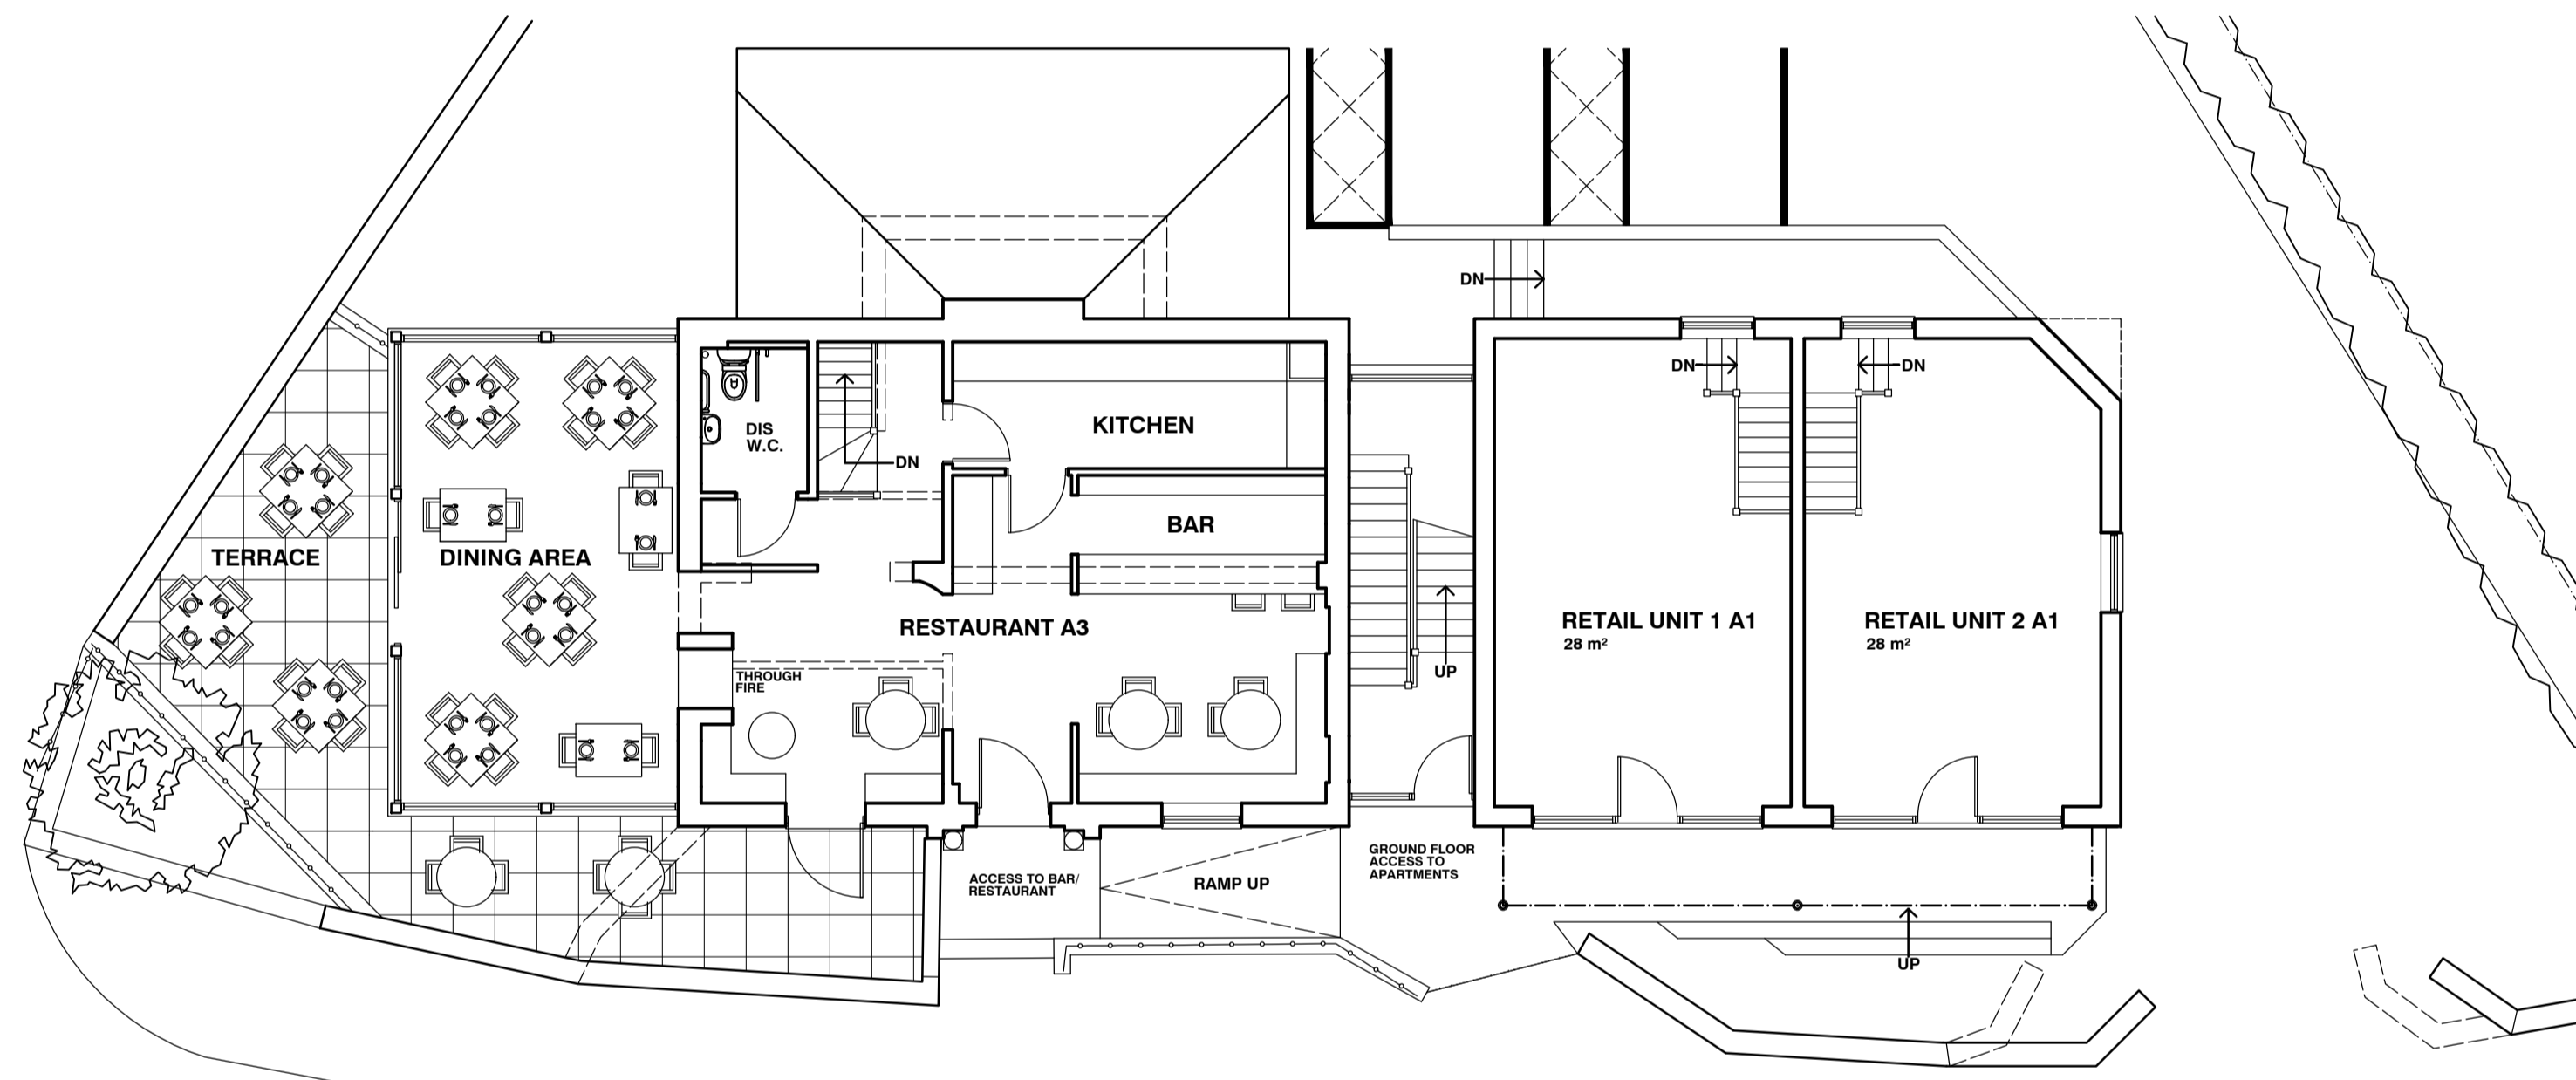 DN
DN
DN
DIS
W.C.
KITCHEN
DN
BAR
TERRACE
DINING AREA
RESTAURANT A3
RETAIL UNIT 1 A1
28 m²
RETAIL UNIT 2 A1
28 m²
THROUGH
FIRE
UP
GROUND FLOOR
ACCESS TO
APARTMENTS
ACCESS TO BAR/
RESTAURANT
RAMP UP
UP